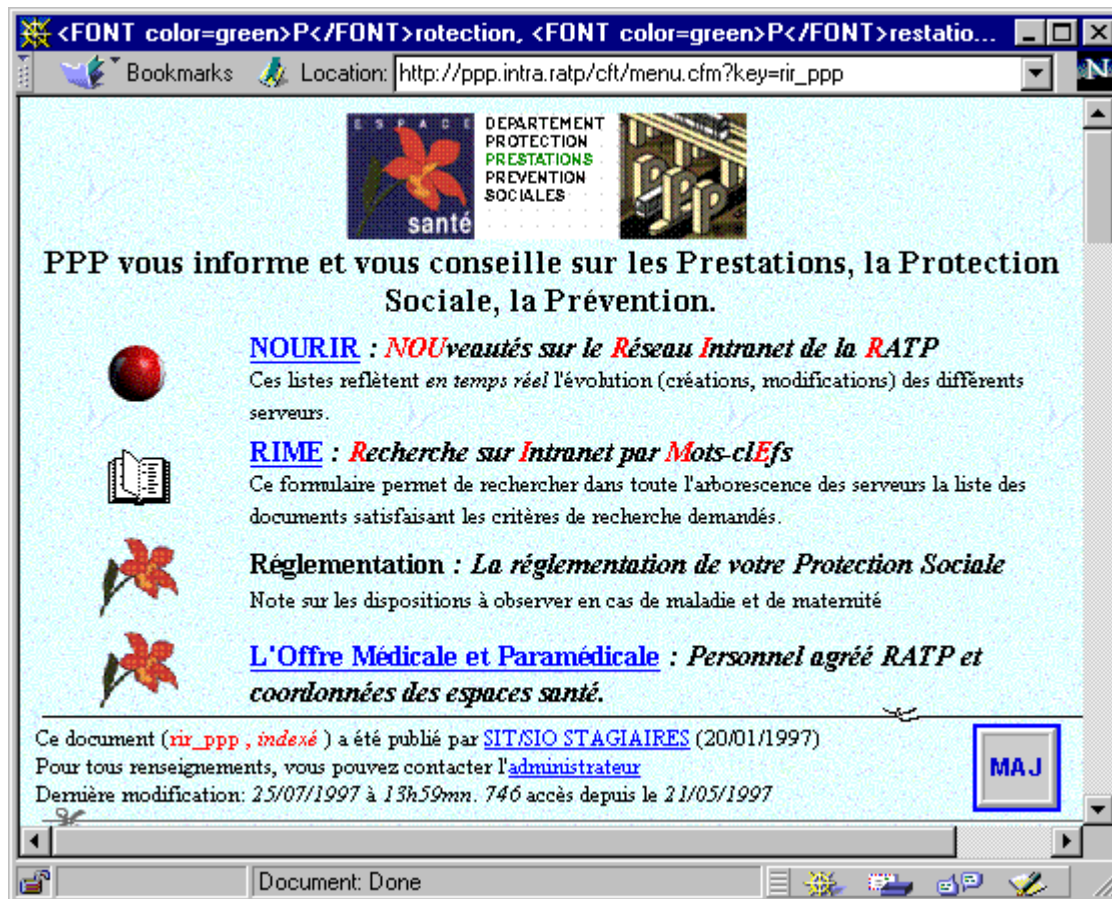 <FONT color=green>P</FONT>rotection, <FONT color=green>P</FONT>restatio...
Bookmarks Location: http://ppp.intra.ratp/cft/menu.cfm?key=rir_ppp
N
ESPACE
santé
DEPARTEMENT
PROTECTION
PRESTATIONS
PREVENTION
SOCIALES
PPP
PPP vous informe et vous conseille sur les Prestations, la Protection
Sociale, la Prévention.
NOURIR : NOUveautés sur le Réseau Intranet de la RATP
Ces listes reflètent en temps réel l'évolution (créations, modifications) des différents
serveurs.
RIME : Recherche sur Intranet par Mots-clEfs
Ce formulaire permet de rechercher dans toute l'arborescence des serveurs la liste des
documents satisfaisant les critères de recherche demandés.
Réglementation : La réglementation de votre Protection Sociale
Note sur les dispositions à observer en cas de maladie et de maternité
L'Offre Médicale et Paramédicale : Personnel agréé RATP et
coordonnées des espaces santé.
Ce document (rir_ppp , indexé ) a été publié par SIT/SIO STAGIAIRES (20/01/1997)
Pour tous renseignements, vous pouvez contacter l'administrateur
Dernière modification: 25/07/1997 à 13h59mn. 746 accès depuis le 21/05/1997
MAJ
Document: Done